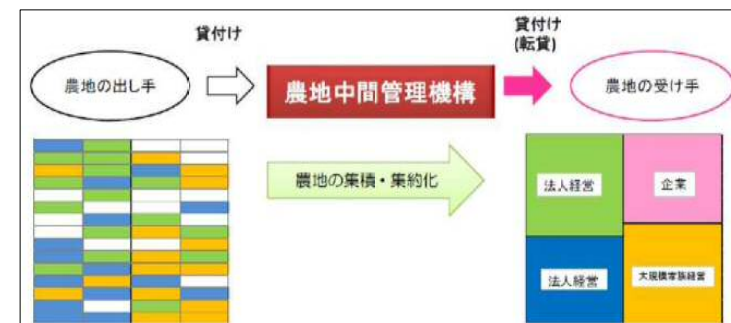 貸付け
貸付け
(転貸)
農地の出し手
農地中間管理機構
農地の受け手
農地の集積・集約化
法人経営
企業
法人経営
大規模家族経営